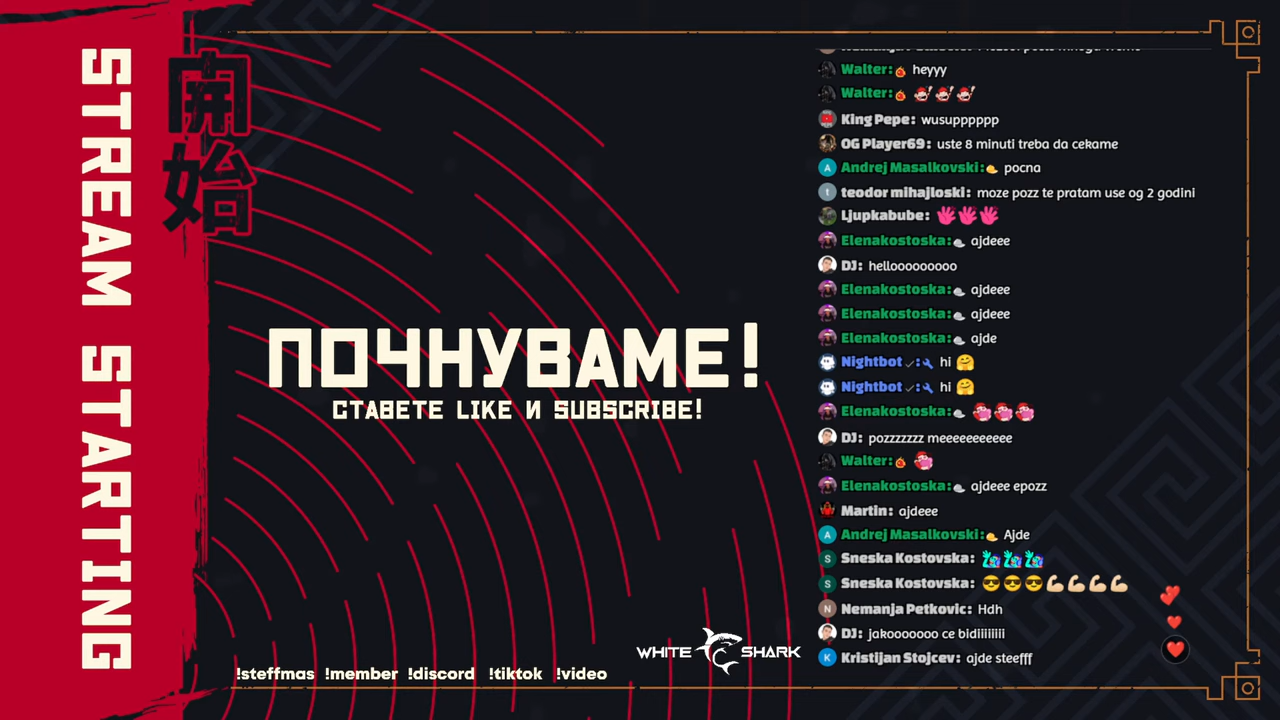 STREAM STARTING
開始
ПОЧНУВАМЕ!
СТАВЕТЕ LIKE И SUBSCRIBE!
!steffmas !member !discord !tiktok !video
WHITE SHARK
Walter: heyyy
Walter:
King Pepe: wusupppppp
OG Player69: uste 8 minuti treba da cekame
Andrej Masalkovski: pocna
teodor mihajloski: moze pozz te pratam use og 2 godini
Ljupkabube:
Elenakostoska: ajdeee
DJ: hellooooooooo
Elenakostoska: ajdeee
Elenakostoska: ajdeee
Elenakostoska: ajde
Nightbot ✓: hi 🤗
Nightbot ✓: hi 🤗
Elenakostoska:
DJ: pozzzzzzz meeeeeeeeeee
Walter:
Elenakostoska: ajdeee epozz
Martin: ajdeee
A Andrej Masalkovski: Ajde
S Sneska Kostovska:
S Sneska Kostovska: 😎😎😎💪💪💪💪
N Nemanja Petkovic: Hdh
DJ: jakooooooo ce bidiiiiiiii
K Kristijan Stojcev: ajde steefff